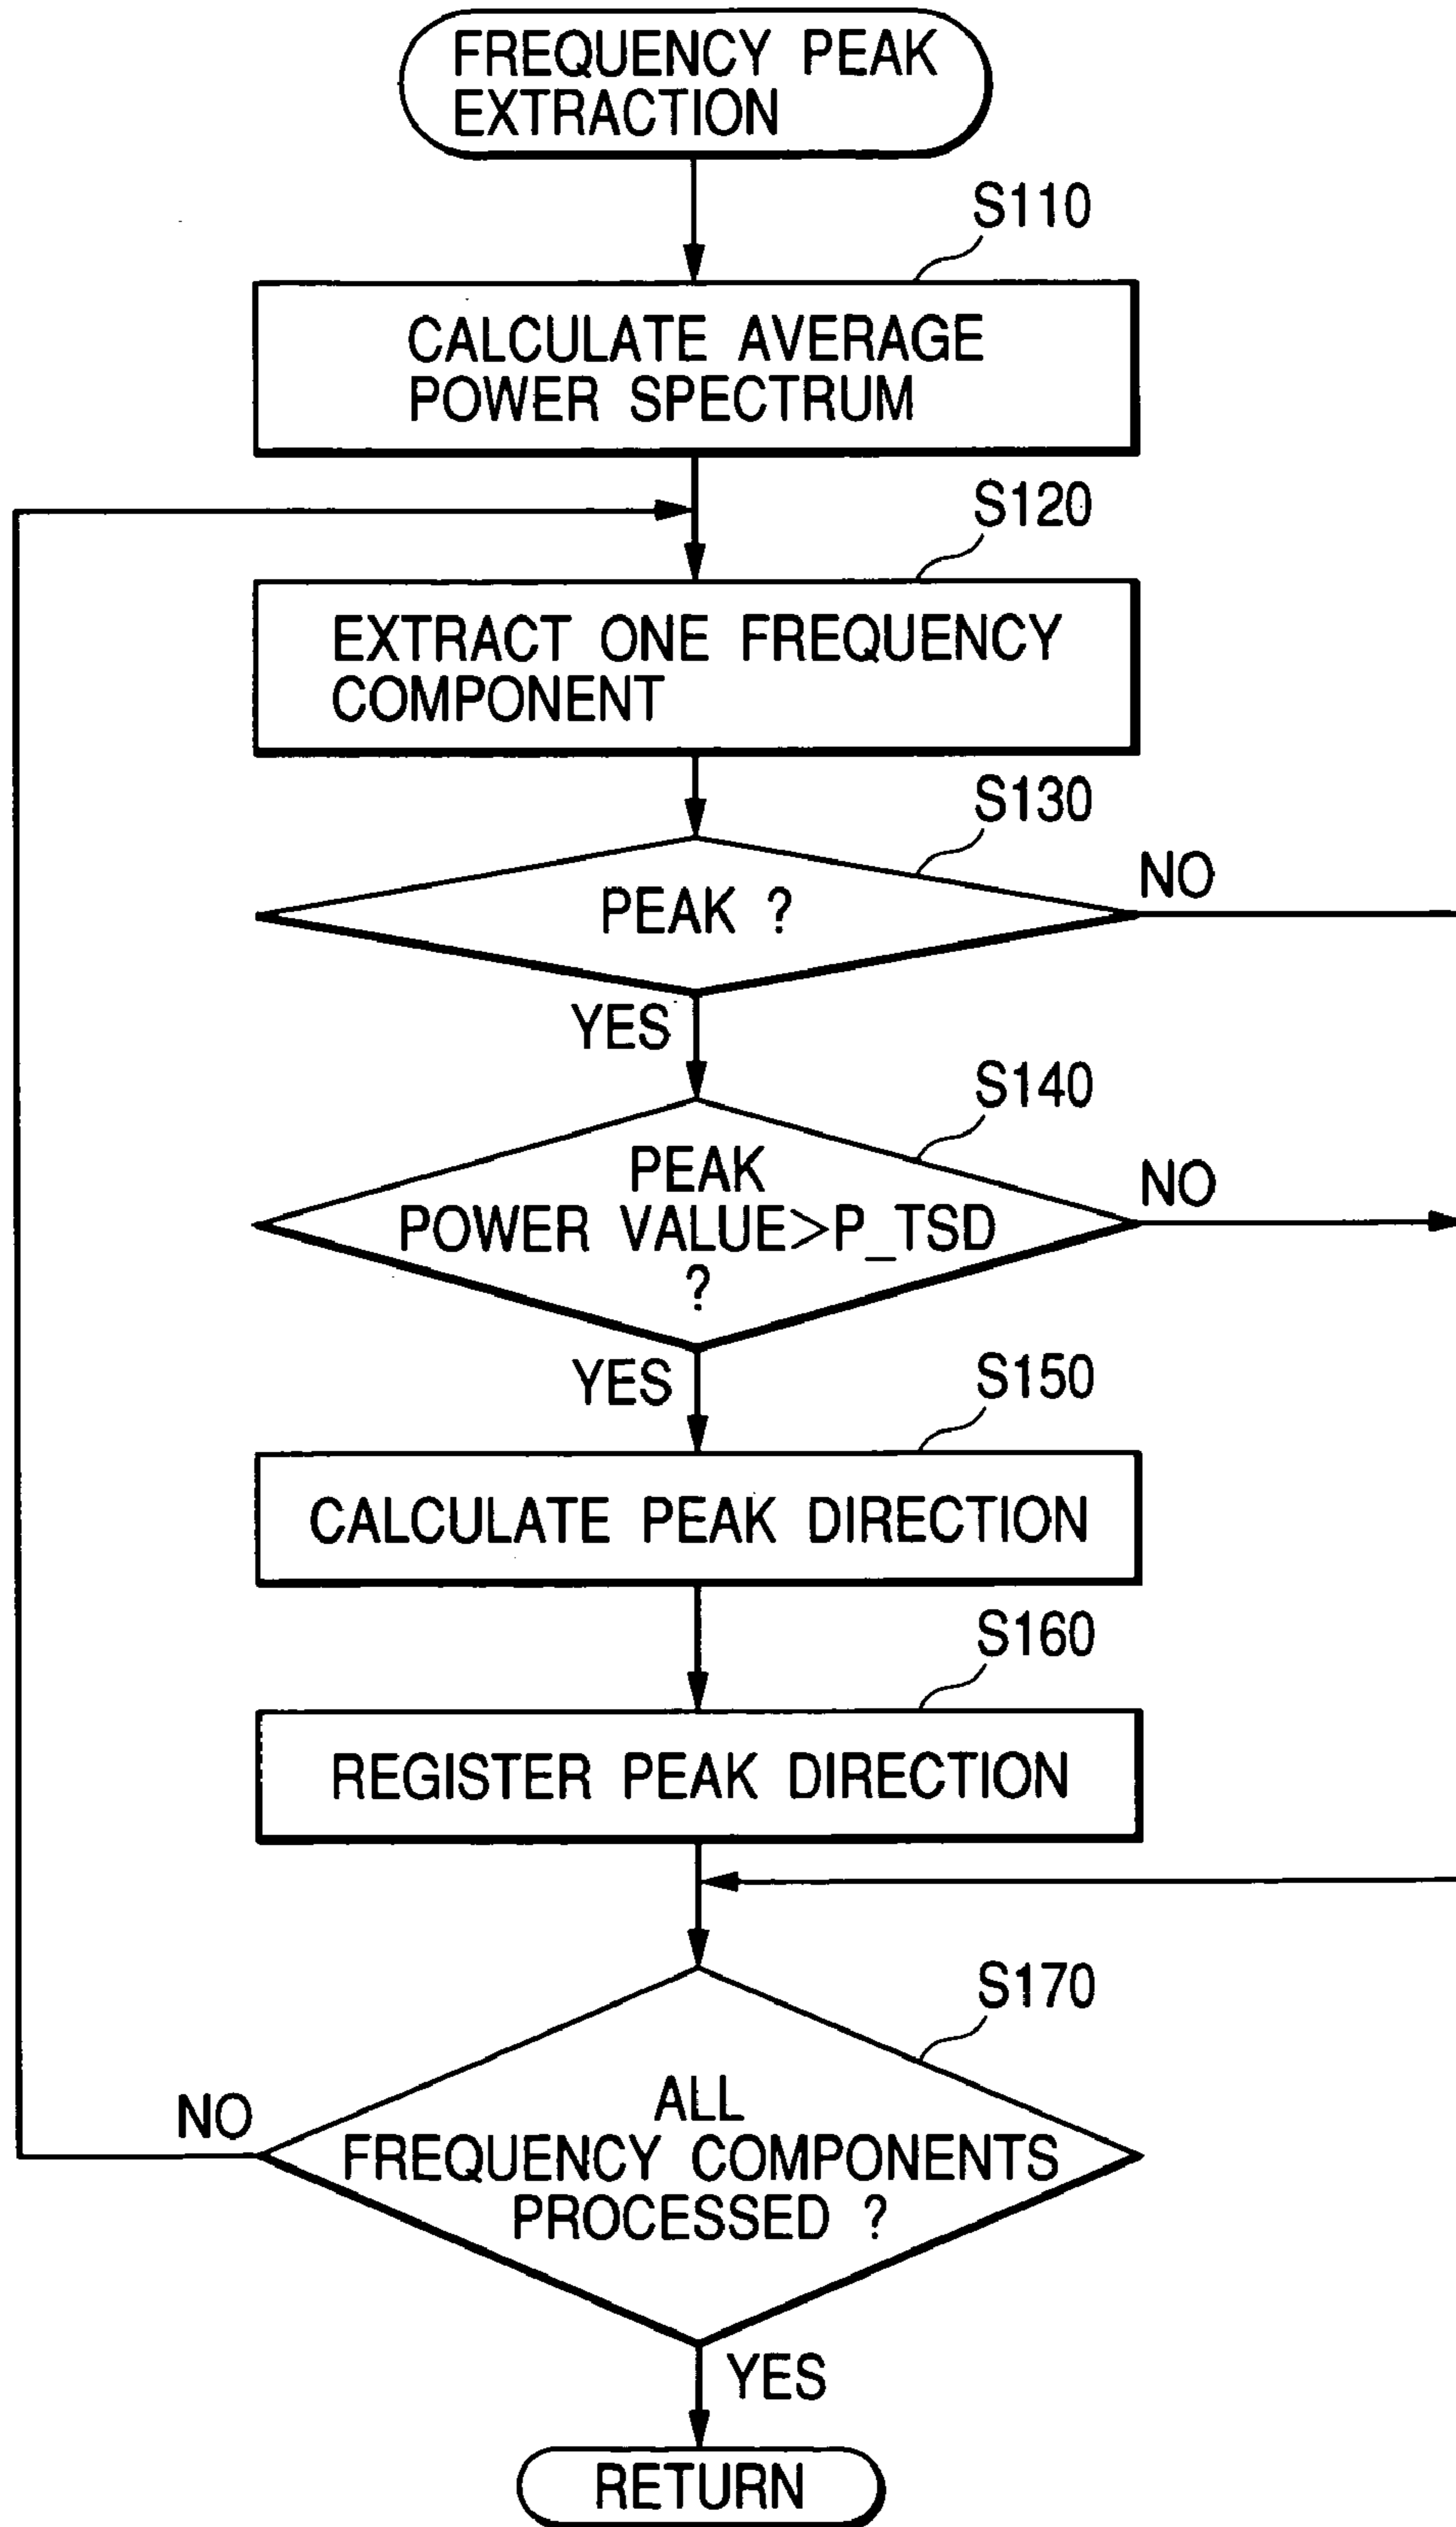 FREQUENCY PEAK
EXTRACTION
S110
CALCULATE AVERAGE
POWER SPECTRUM
S120
EXTRACT ONE FREQUENCY
COMPONENT
S130
PEAK ?
NO
YES
S140
PEAK
POWER VALUE>P_TSD
?
NO
YES
S150
CALCULATE PEAK DIRECTION
S160
REGISTER PEAK DIRECTION
S170
ALL
FREQUENCY COMPONENTS
PROCESSED ?
NO
YES
RETURN